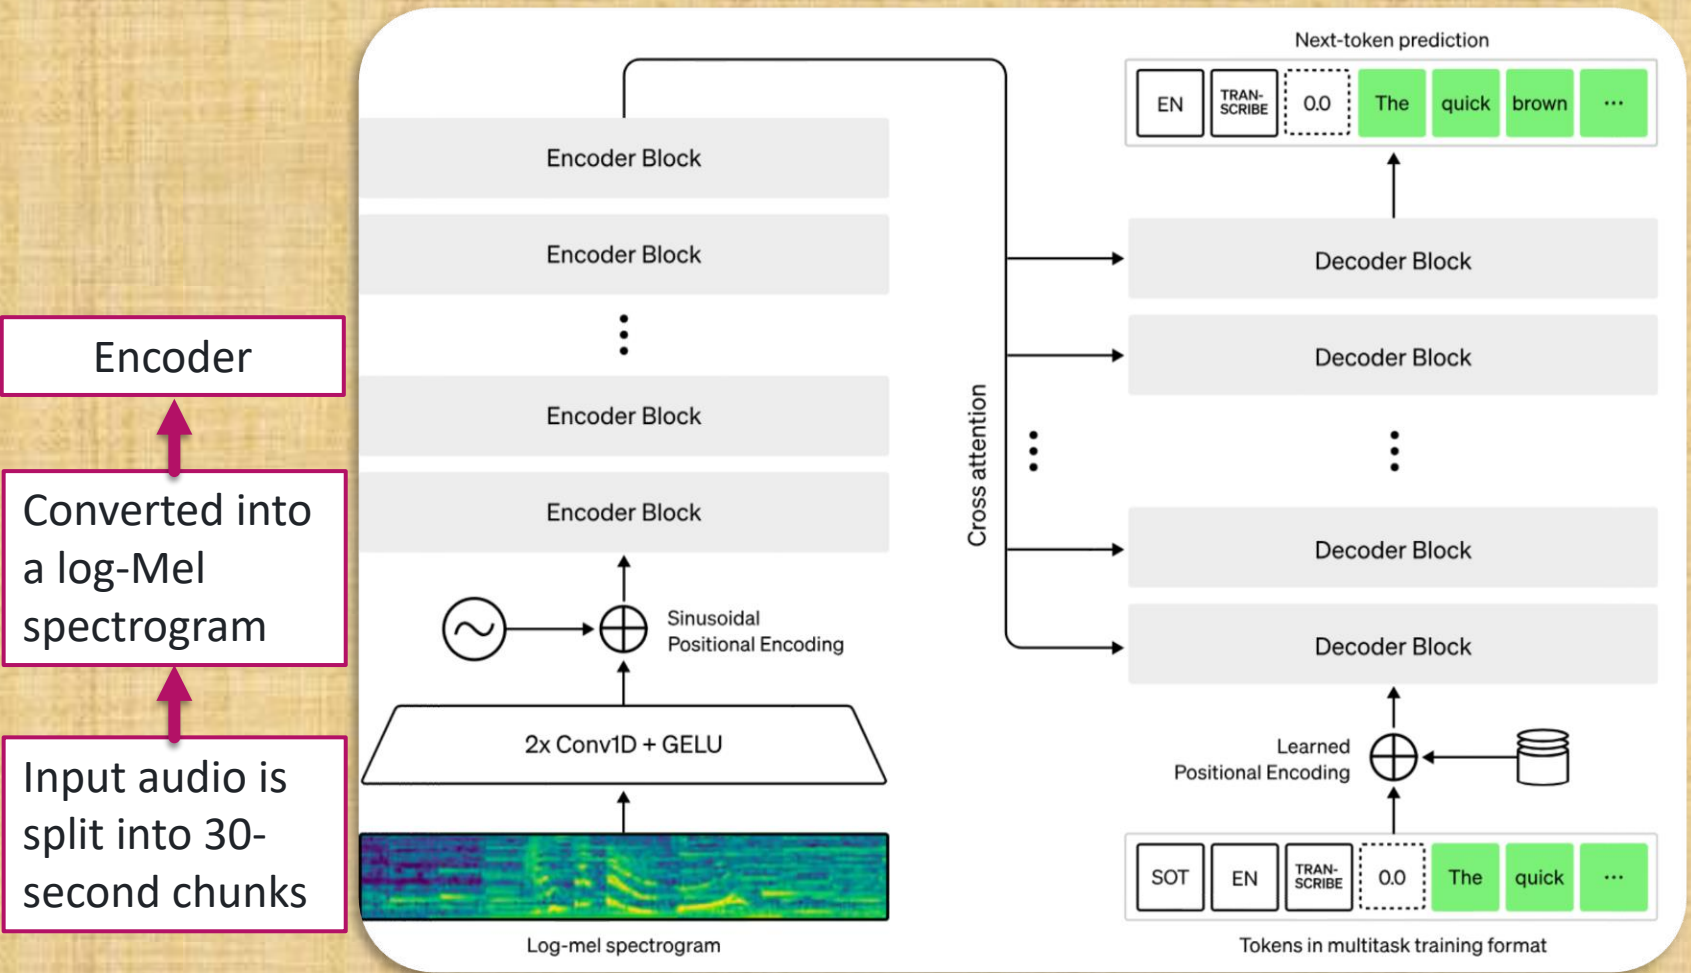 Encoder
Converted into
a log-Mel
spectrogram
Input audio is
split into 30-
second chunks
Encoder Block
Encoder Block
Encoder Block
Encoder Block
Sinusoidal
Positional Encoding
2x Conv1D + GELU
Log-mel spectrogram
Cross attention
Next-token prediction
EN
TRAN-
SCRIBE
0.0
The
quick
brown
...
Decoder Block
Decoder Block
Decoder Block
Decoder Block
Learned
Positional Encoding
SOT
EN
TRAN-
SCRIBE
0.0
The
quick
...
Tokens in multitask training format